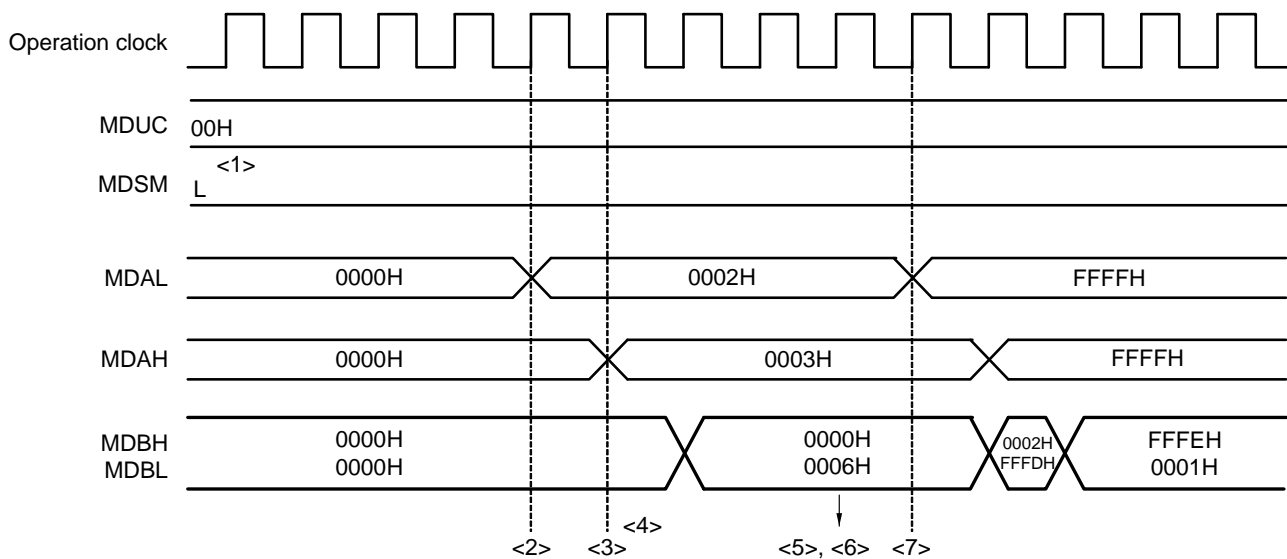 Operation clock
MDUC
00H
<1>
MDSM
L
MDAL
0000H
0002H
FFFFH
MDAH
0000H
0003H
FFFFH
MDBH
0000H
0000H
0002H
FFFEH
MDBL
0000H
0006H
FFFDH
0001H
<4>
<2>
<3>
<5>, <6>
<7>